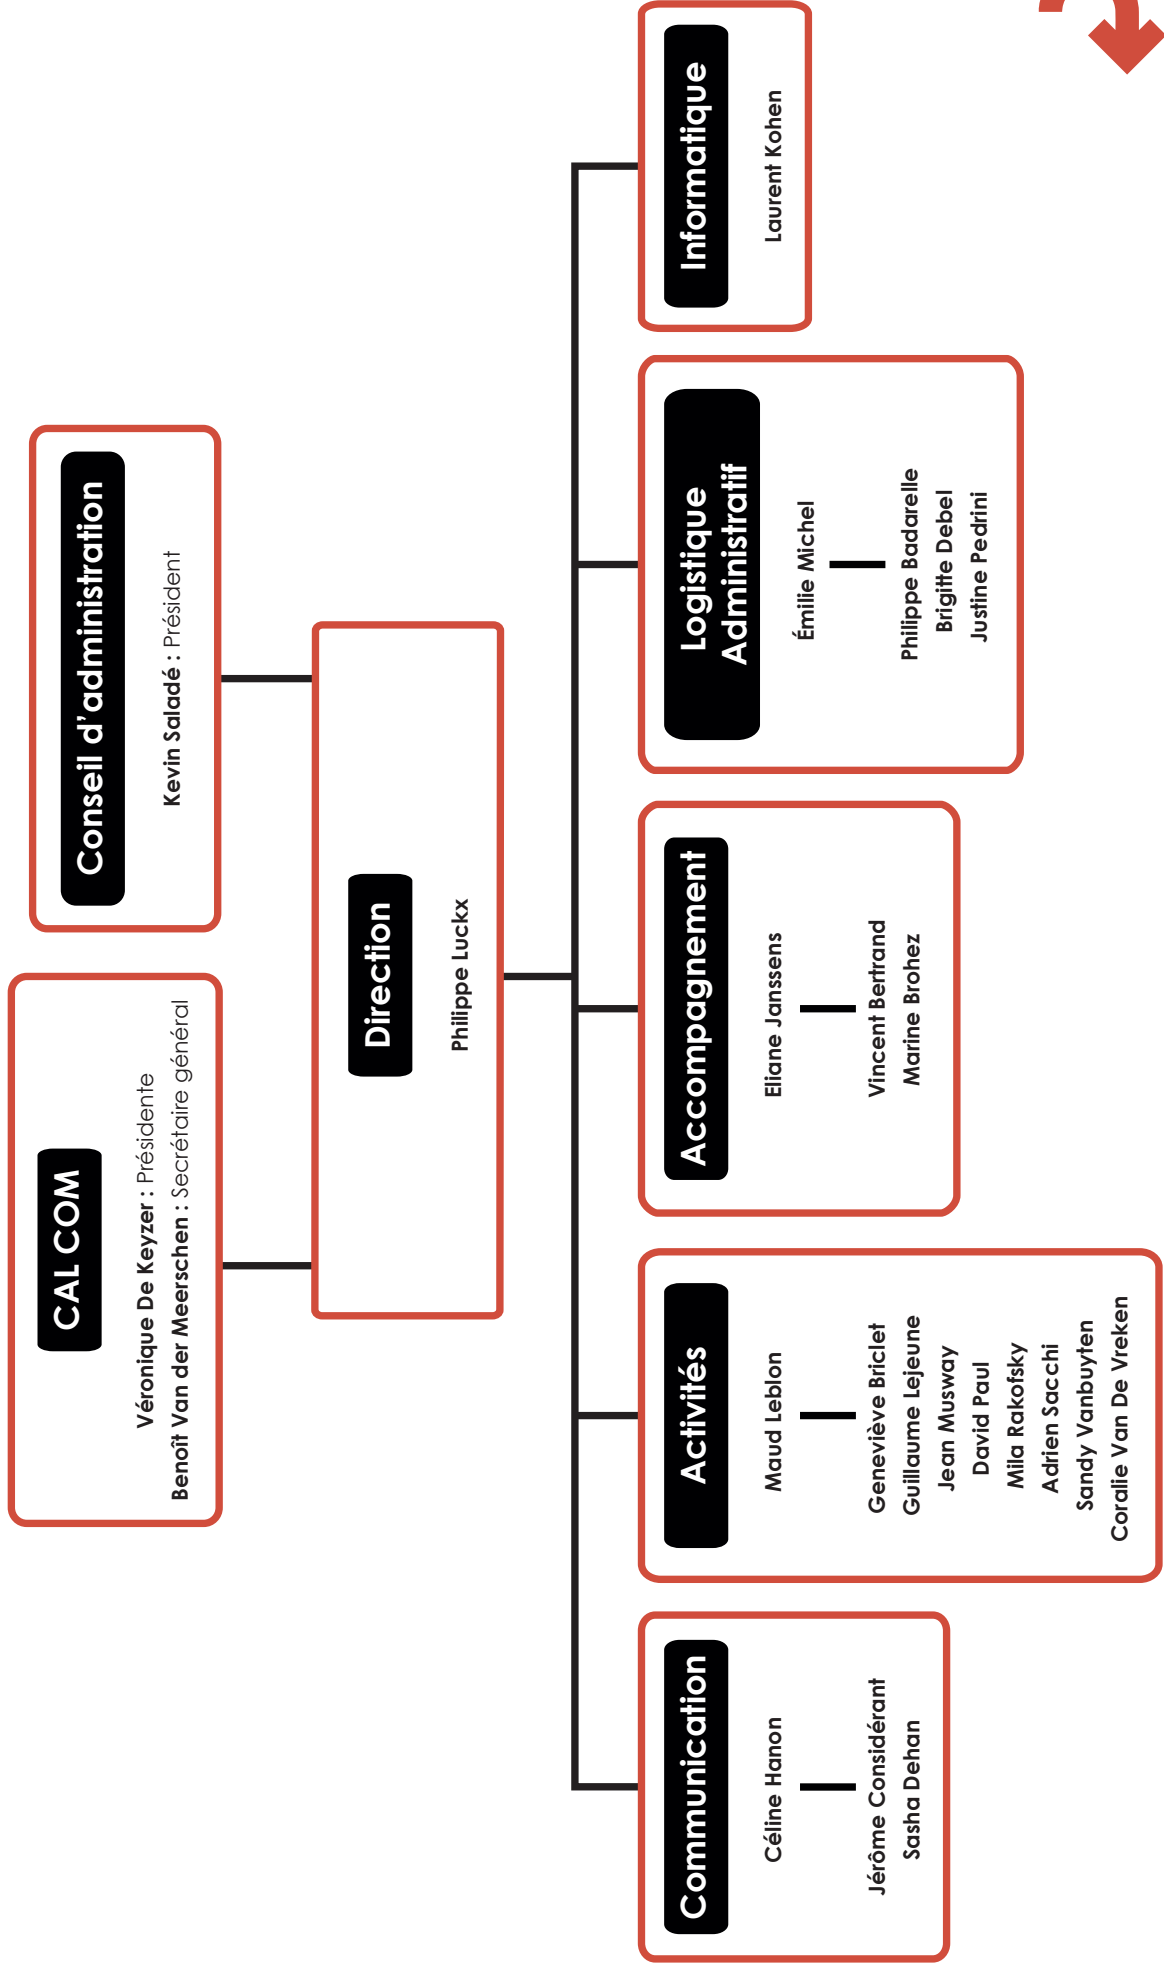 CAL COM
Véronique De Keyzer : Présidente
Benoît Van der Meerschen : Secrétaire général
Conseil d'administration
Kevin Saladé : Président
Direction
Philippe Luckx
Communication
Céline Hanon
Jérôme Considérant
Sasha Dehan
Activités
Maud Leblon
Geneviève Briclet
Guillaume Lejeune
Jean Musway
David Paul
Mila Rakofsky
Adrien Sacchi
Sandy Vanbuyten
Coralie Van De Vreken
Accompagnement
Eliane Janssens
Vincent Bertrand
Marine Brohez
Logistique
Administratif
Émilie Michel
Philippe Badarelle
Brigitte Debel
Justine Pedrini
Informatique
Laurent Kohen